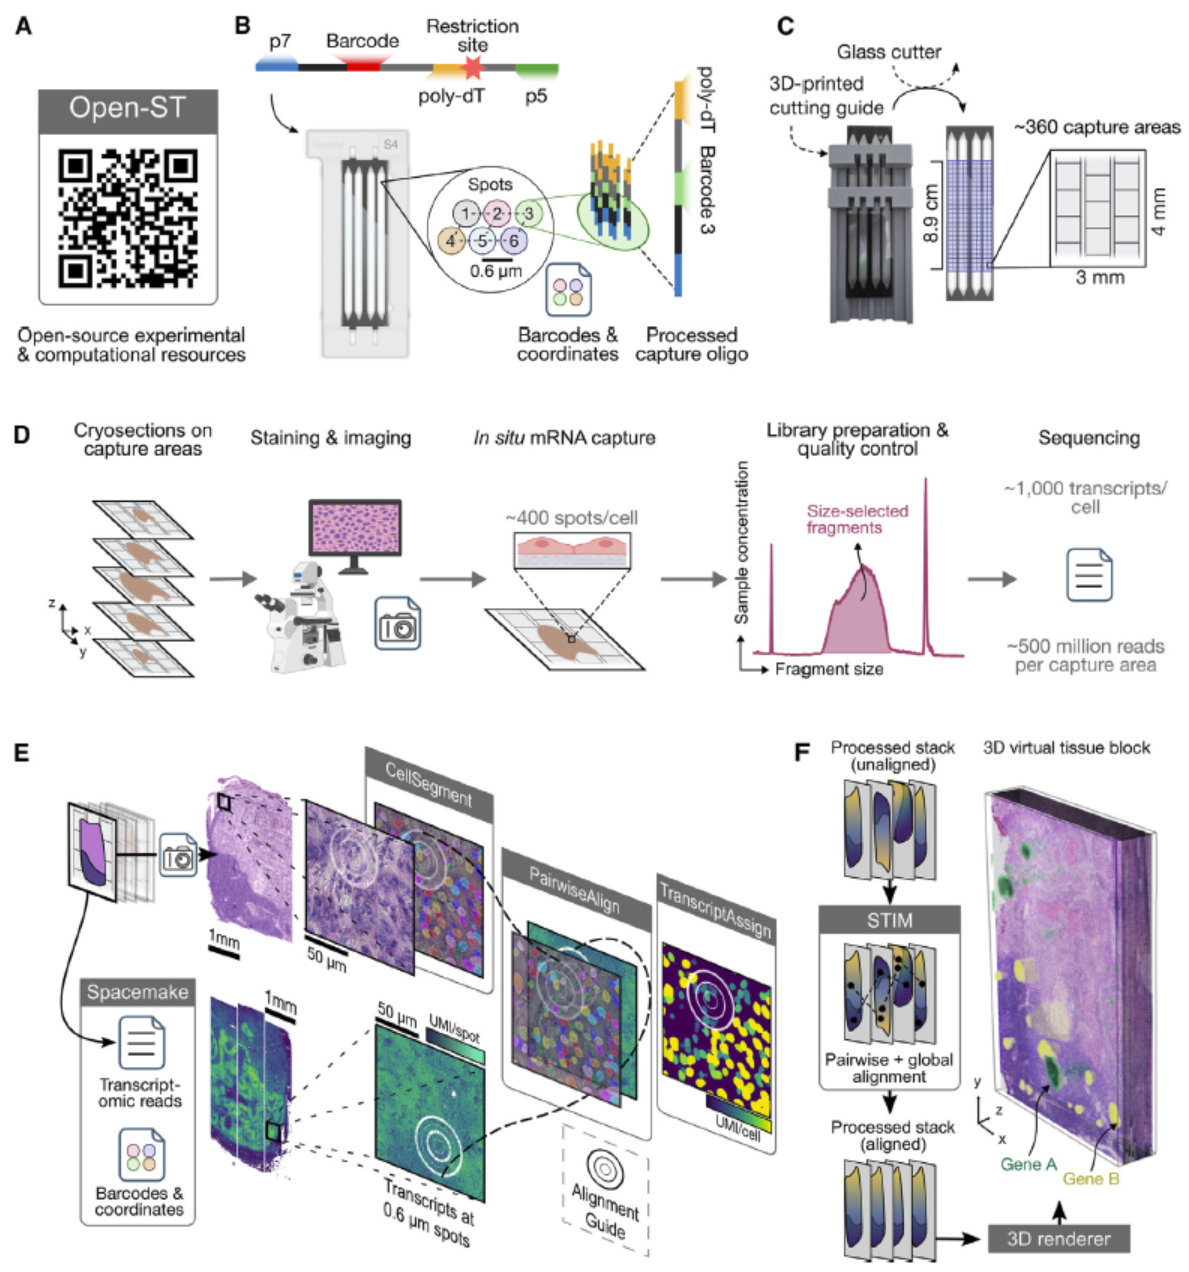 A
Open-ST
Open-source experimental
& computational resources
B
p7
Barcode
Restriction
site
poly-dT
p5
S4
Spots
1
2
3
4
5
6
0.6 µm
Barcodes &
coordinates
poly-dT
Barcode 3
Processed
capture oligo
C
Glass cutter
3D-printed
cutting guide
~360 capture areas
8.9 cm
4 mm
3 mm
D
Cryosections on
capture areas
z
x
y
Staining & imaging
In situ mRNA capture
~400 spots/cell
Library preparation &
quality control
Sample concentration
Size-selected
fragments
Fragment size
Sequencing
~1,000 transcripts/
cell
~500 million reads
per capture area
E
1mm
50 µm
CellSegment
PairwiseAlign
TranscriptAssign
UMI/cell
Spacemake
Transcript-
omic reads
Barcodes &
coordinates
1mm
50 µm
UMI/spot
Transcripts at
0.6 µm spots
Alignment
Guide
F
Processed stack
(unaligned)
STIM
Pairwise + global
alignment
Processed stack
(aligned)
3D virtual tissue block
y
z
x
Gene A
Gene B
3D renderer